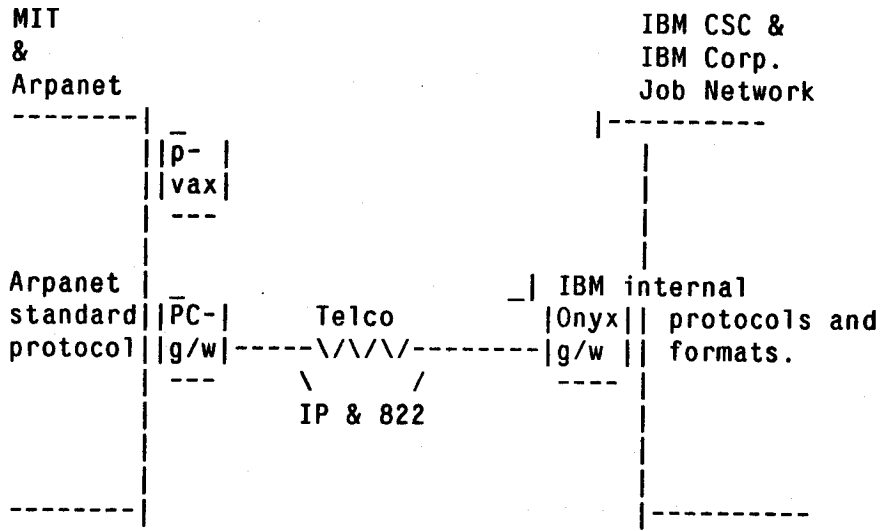 MIT
&
Arpanet
IBM CSC &
IBM Corp.
Job Network
p-
vax
Arpanet
standard
protocol
PC-
g/w
Telco
IP & 822
Onyx
g/w
IBM internal
protocols and
formats.